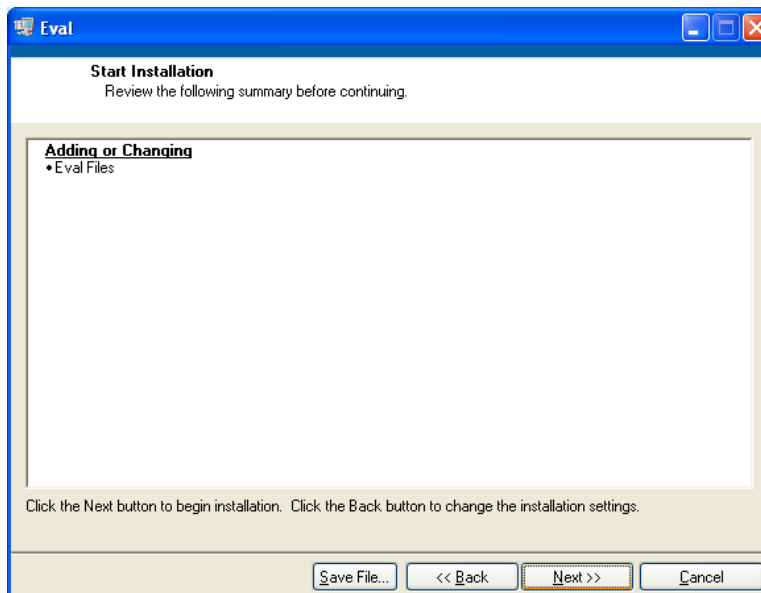 Eval
Start Installation
Review the following summary before continuing.
Adding or Changing
•Eval Files
Click the Next button to begin installation. Click the Back button to change the installation settings.
Save File... << Back Next >> Cancel